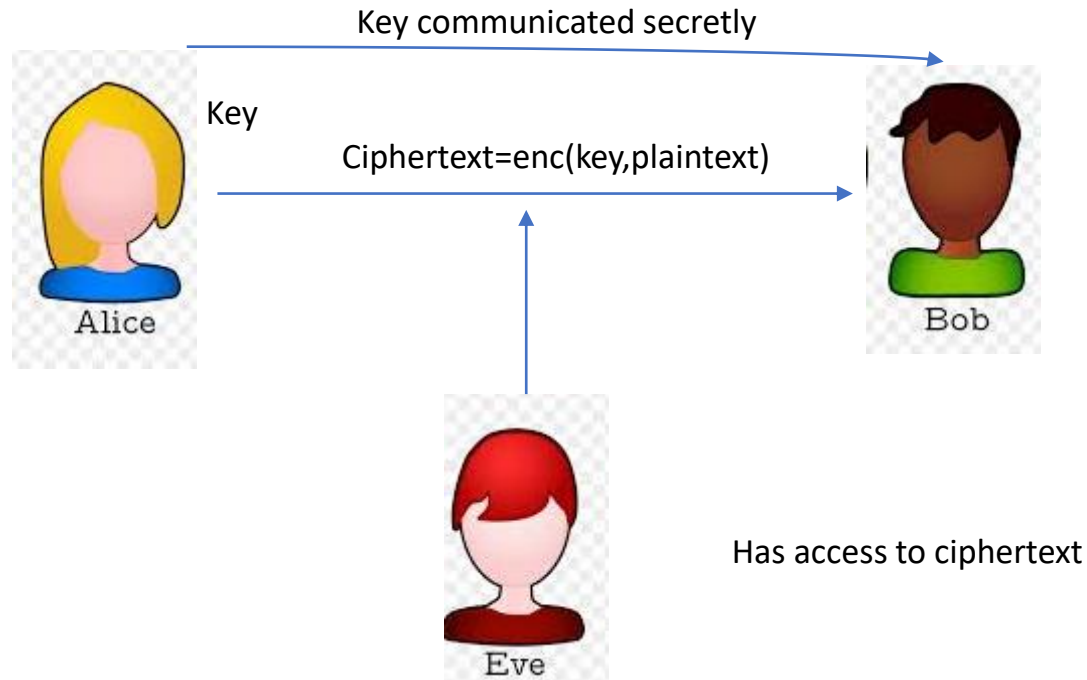 Key communicated secretly
Key
Ciphertext=enc(key,plaintext)
Alice
Bob
Has access to ciphertext
Eve